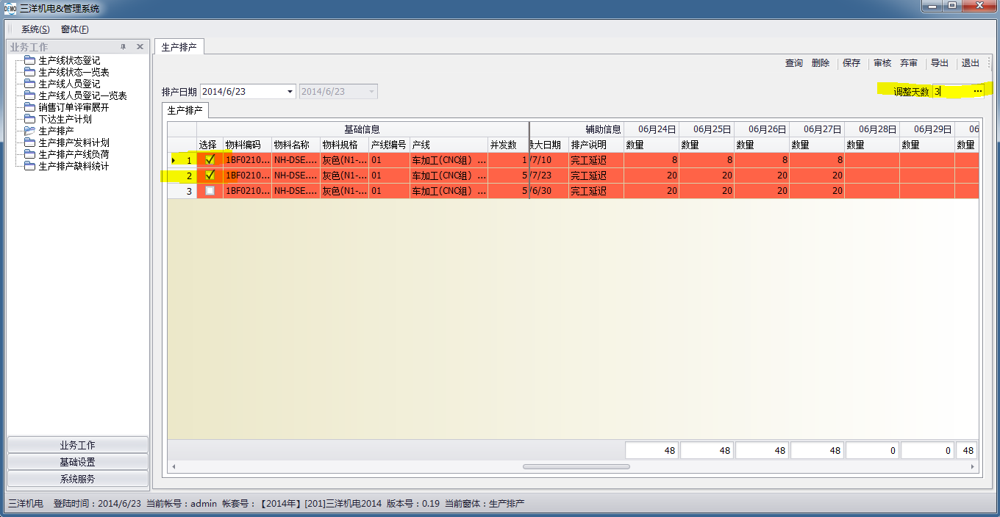 DEMO 三洋机电&管理系统
系统(S) 窗体(F)
业务工作
生产线状态登记
生产线状态一览表
生产线人员登记
生产线人员登记一览表
销售订单评审展开
下达生产计划
生产排产
生产排产发料计划
生产排产产线负荷
生产排产缺料统计
业务工作
基础设置
系统服务
生产排产
查询 删除 保存 审核 弃审 导出 退出
排产日期 2014/6/23 2014/6/23 调整天数 3 ...
生产排产
基础信息 辅助信息 06月24日 06月25日 06月26日 06月27日 06月28日 06月29日 06
选择 物料编码 物料名称 物料规格 产线编号 产线 并发数 最大日期 排产说明 数量 数量 数量 数量 数量 数量 数量
1 1BF0210... NH-DSE.... 灰色(N1-... 01 车加工(CNC组) ... 1 /7/10 完工延迟 8 8 8 8
2 1BF0210... NH-DSE.... 灰色(N1-... 01 车加工(CNC组) ... 5 /7/23 完工延迟 20 20 20 20
3 1BF0210... NH-DSE.... 灰色(N1-... 01 车加工(CNC组) ... 5 /6/30 完工延迟 20 20 20 20
48 48 48 48 0 0 48
三洋机电 登陆时间：2014/6/23 当前帐号：admin 帐套号：【2014年】[201]三洋机电2014 版本号：0.19 当前窗体：生产排产